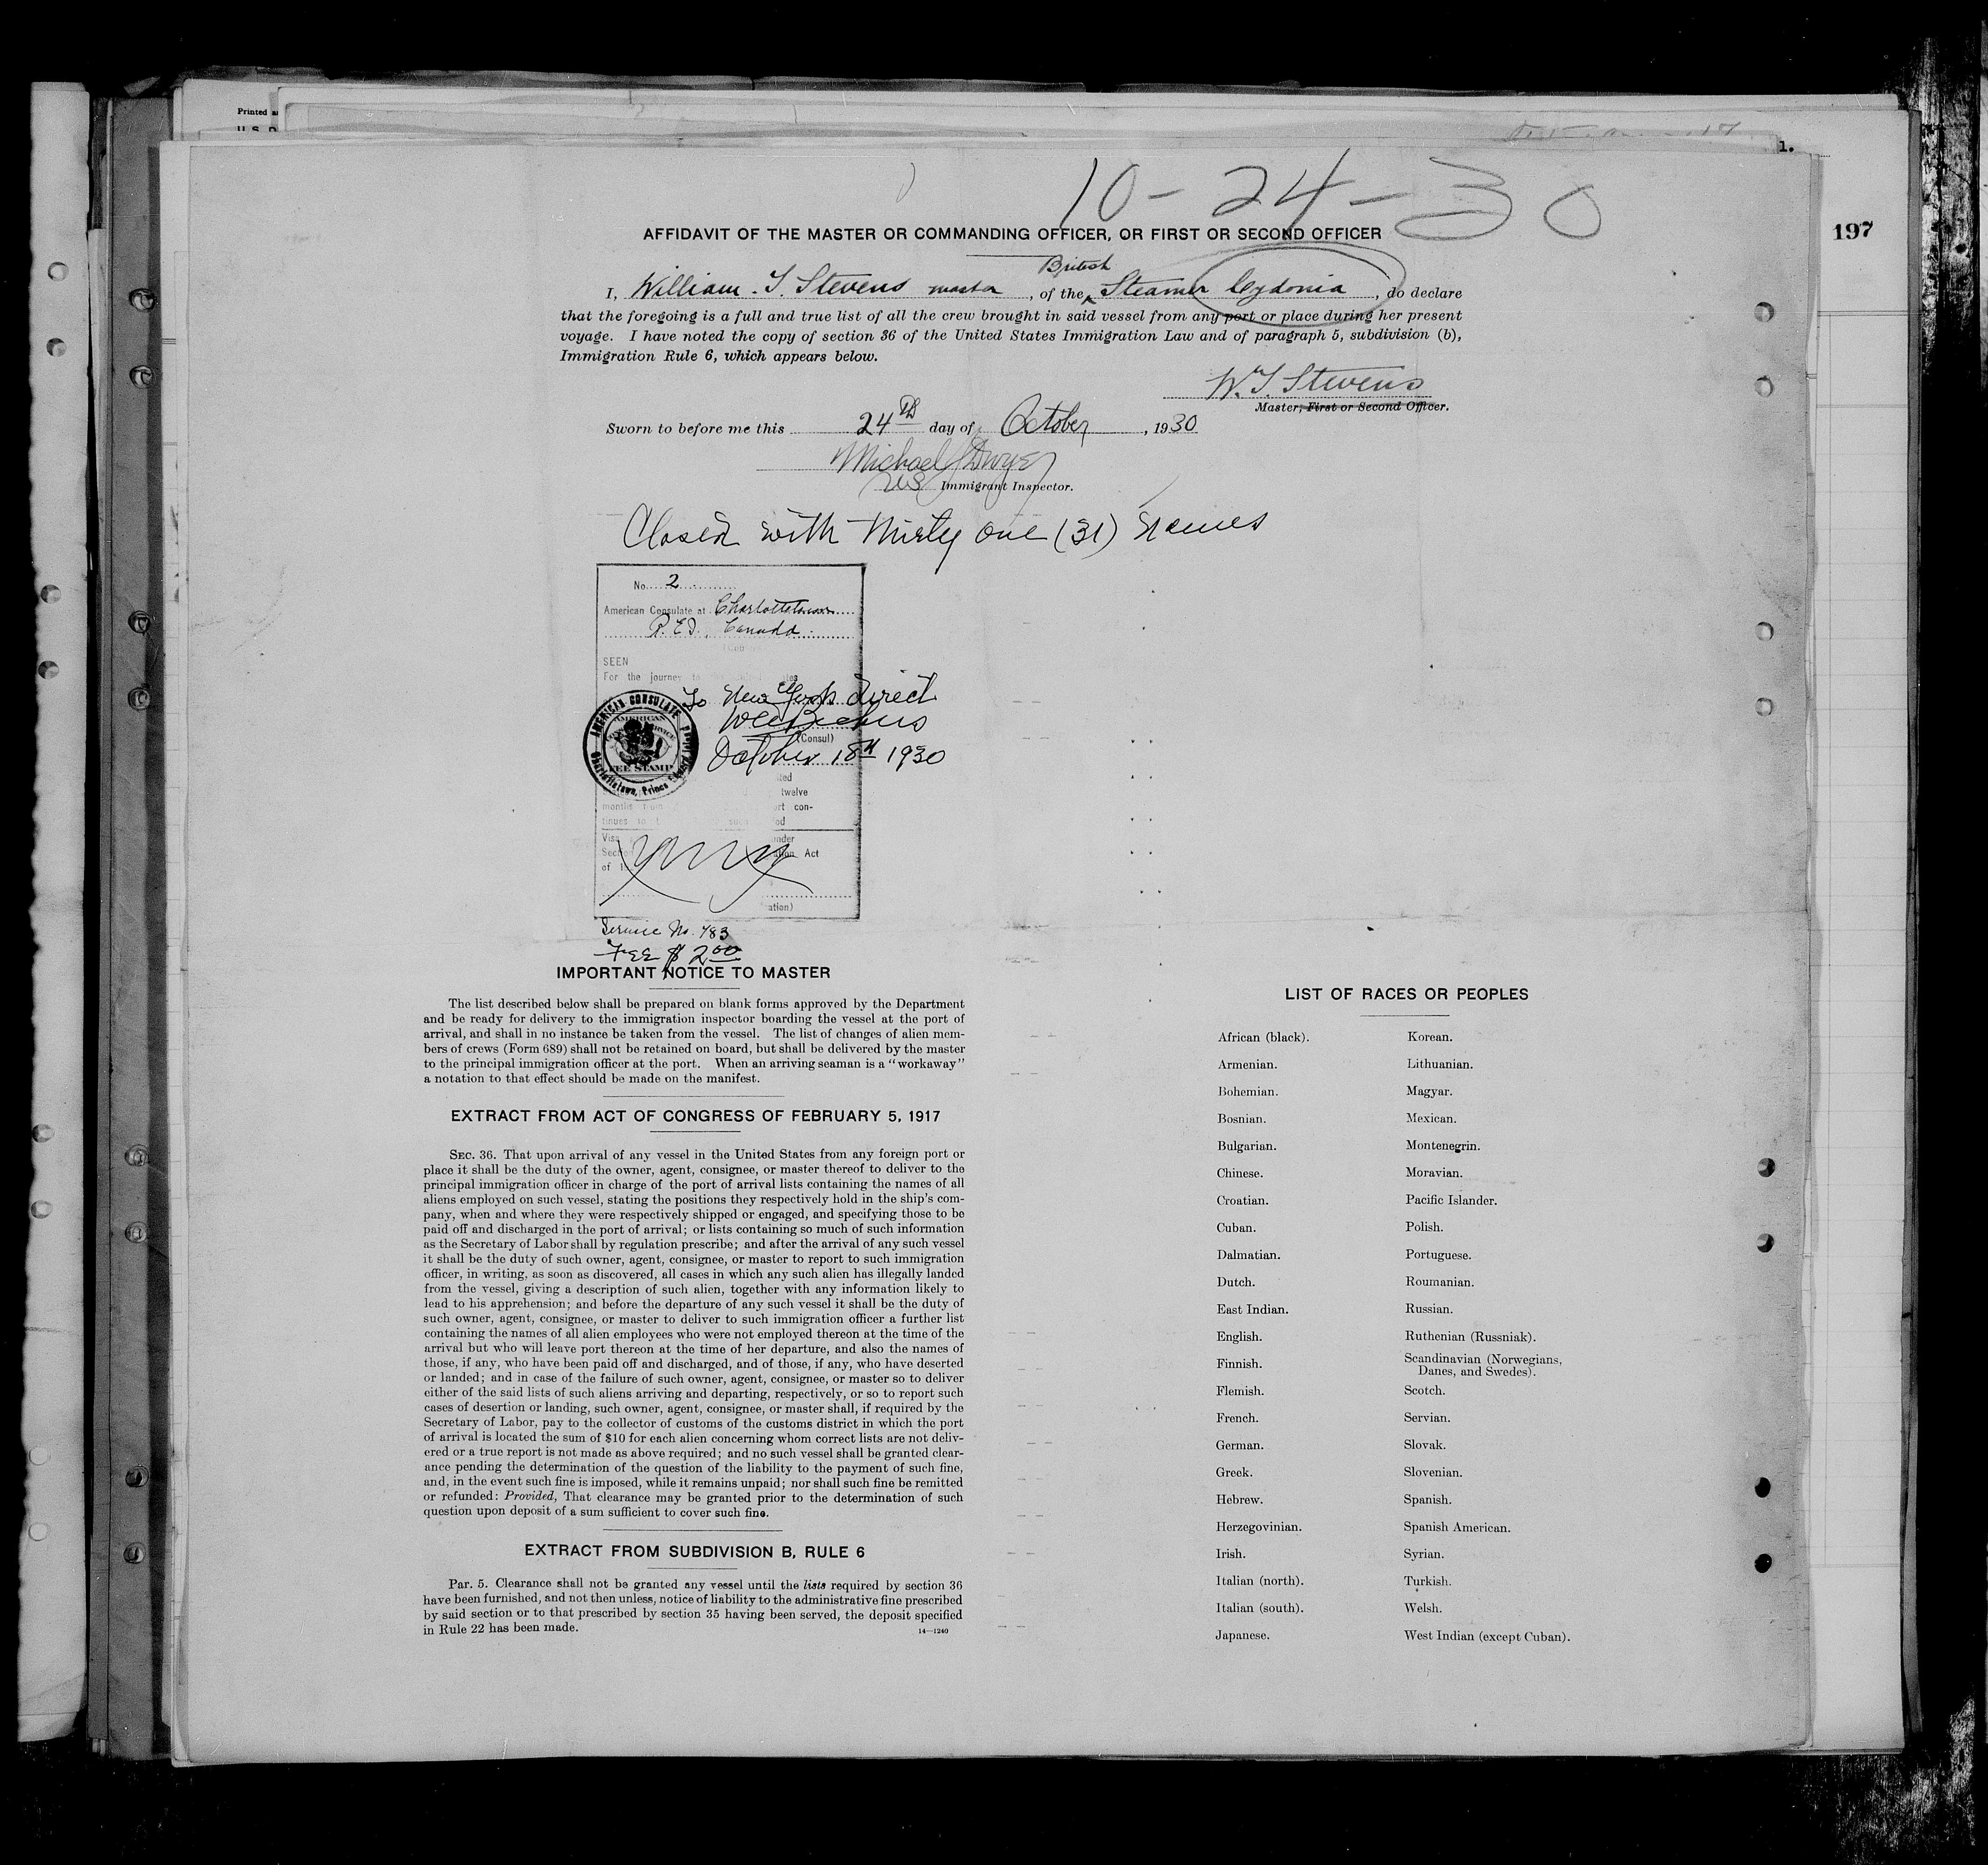 Printed
U S D
1.
197
10-24-30
AFFIDAVIT OF THE MASTER OR COMMANDING OFFICER, OR FIRST OR SECOND OFFICER
British
I, William. T. Stevens master, of the Steamer Cydonia, do declare
that the foregoing is a full and true list of all the crew brought in said vessel from any port or place during her present
voyage. I have noted the copy of section 36 of the United States Immigration Law and of paragraph 5, subdivision (b),
Immigration Rule 6, which appears below.
W. T. Stevens
Master, First or Second Officer.
Sworn to before me this 24th day of October, 1930
Michael J Dwyer
US Immigrant Inspector.
Closed with thirty one (31) names
No. 2
American Consulate at Charlottetown
P.E.I., Canada.
SEEN
For the journey to
To New York direct
(Consul)
October 18th 1930
twelve
months from
con-
tinues to
Visa under
Section Act
of
Service No. 783
Fee $2.00
AMERICAN CONSULATE
Charlottetown, Prince
AMERICAN
FEE STAMP
IMPORTANT NOTICE TO MASTER
The list described below shall be prepared on blank forms approved by the Department
and be ready for delivery to the immigration inspector boarding the vessel at the port of
arrival, and shall in no instance be taken from the vessel. The list of changes of alien mem-
bers of crews (Form 689) shall not be retained on board, but shall be delivered by the master
to the principal immigration officer at the port. When an arriving seaman is a "workaway"
a notation to that effect should be made on the manifest.
EXTRACT FROM ACT OF CONGRESS OF FEBRUARY 5, 1917
SEC. 36. That upon arrival of any vessel in the United States from any foreign port or
place it shall be the duty of the owner, agent, consignee, or master thereof to deliver to the
principal immigration officer in charge of the port of arrival lists containing the names of all
aliens employed on such vessel, stating the positions they respectively hold in the ship's com-
pany, when and where they were respectively shipped or engaged, and specifying those to be
paid off and discharged in the port of arrival; or lists containing so much of such information
as the Secretary of Labor shall by regulation prescribe; and after the arrival of any such vessel
it shall be the duty of such owner, agent, consignee, or master to report to such immigration
officer, in writing, as soon as discovered, all cases in which any such alien has illegally landed
from the vessel, giving a description of such alien, together with any information likely to
lead to his apprehension; and before the departure of any such vessel it shall be the duty of
such owner, agent, consignee, or master to deliver to such immigration officer a further list
containing the names of all alien employees who were not employed thereon at the time of the
arrival but who will leave port thereon at the time of her departure, and also the names of
those, if any, who have been paid off and discharged, and of those, if any, who have deserted
or landed; and in case of the failure of such owner, agent, consignee, or master so to deliver
either of the said lists of such aliens arriving and departing, respectively, or so to report such
cases of desertion or landing, such owner, agent, consignee, or master shall, if required by the
Secretary of Labor, pay to the collector of customs of the customs district in which the port
of arrival is located the sum of $10 for each alien concerning whom correct lists are not deliv-
ered or a true report is not made as above required; and no such vessel shall be granted clear-
ance pending the determination of the question of the liability to the payment of such fine,
and, in the event such fine is imposed, while it remains unpaid; nor shall such fine be remitted
or refunded: Provided, That clearance may be granted prior to the determination of such
question upon deposit of a sum sufficient to cover such fine.
EXTRACT FROM SUBDIVISION B, RULE 6
Par. 5. Clearance shall not be granted any vessel until the lists required by section 36
have been furnished, and not then unless, notice of liability to the administrative fine prescribed
by said section or to that prescribed by section 35 having been served, the deposit specified
in Rule 22 has been made.
14—1240
LIST OF RACES OR PEOPLES
African (black). Korean.
Armenian. Lithuanian.
Bohemian. Magyar.
Bosnian. Mexican.
Bulgarian. Montenegrin.
Chinese. Moravian.
Croatian. Pacific Islander.
Cuban. Polish.
Dalmatian. Portuguese.
Dutch. Roumanian.
East Indian. Russian.
English. Ruthenian (Russniak).
Finnish. Scandinavian (Norwegians,
Danes, and Swedes).
Flemish. Scotch.
French. Servian.
German. Slovak.
Greek. Slovenian.
Hebrew. Spanish.
Herzegovinian. Spanish American.
Irish. Syrian.
Italian (north). Turkish.
Italian (south). Welsh.
Japanese. West Indian (except Cuban).